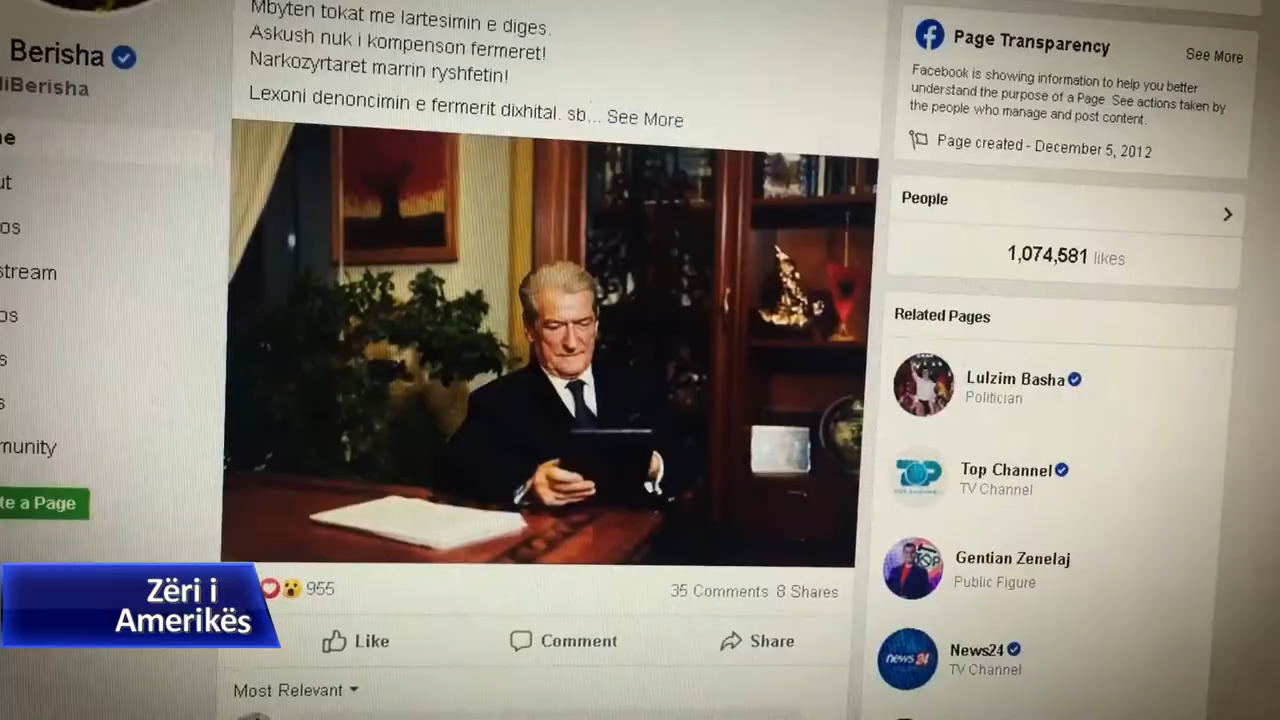 Berisha
liBerisha
Mbyten tokat me lartesimin e diges.
Askush nuk i kompenson fermeret!
Narkozyrtaret marrin ryshfetin!
Lexoni denoncimin e fermerit dixhital. sb... See More
stream
munity
te a Page
955
35 Comments 8 Shares
Like
Comment
Share
Most Relevant
Zëri i
Amerikës
Page Transparency
See More
Facebook is showing information to help you better
understand the purpose of a Page. See actions taken by
the people who manage and post content.
Page created - December 5, 2012
People
1,074,581 likes
Related Pages
Lulzim Basha
Politician
TOP
Top Channel
TV Channel
Gentian Zenelaj
Public Figure
news 24
News24
TV Channel